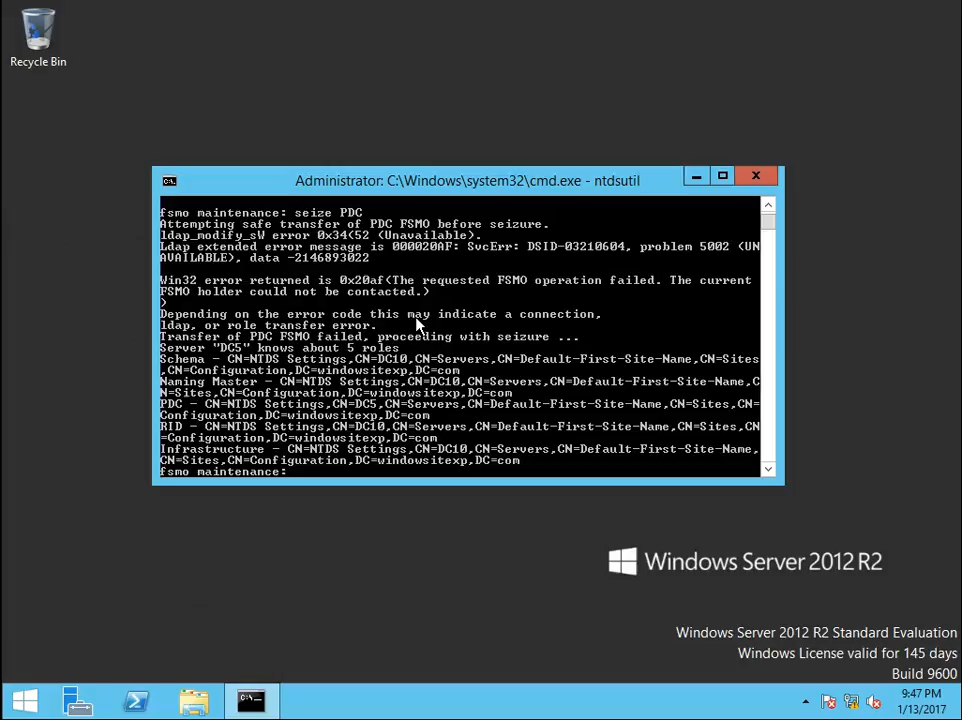 Recycle Bin
Administrator: C:\Windows\system32\cmd.exe - ntdsutil
fsmo maintenance: seize PDC
Attempting safe transfer of PDC FSMO before seizure.
ldap_modify_sW error 0x34(52 (Unavailable).
Ldap extended error message is 000020AF: SvcErr: DSID-03210604, problem 5002 (UN
AVAILABLE), data -2146893022
Win32 error returned is 0x20af(The requested FSMO operation failed. The current
FSMO holder could not be contacted.)
)
Depending on the error code this may indicate a connection,
ldap, or role transfer error.
Transfer of PDC FSMO failed, proceeding with seizure ...
Server "DC5" knows about 5 roles
Schema - CN=NTDS Settings,CN=DC10,CN=Servers,CN=Default-First-Site-Name,CN=Sites
,CN=Configuration,DC=windowsitexp,DC=com
Naming Master - CN=NTDS Settings,CN=DC10,CN=Servers,CN=Default-First-Site-Name,C
N=Sites,CN=Configuration,DC=windowsitexp,DC=com
PDC - CN=NTDS Settings,CN=DC5,CN=Servers,CN=Default-First-Site-Name,CN=Sites,CN=
Configuration,DC=windowsitexp,DC=com
RID - CN=NTDS Settings,CN=DC10,CN=Servers,CN=Default-First-Site-Name,CN=Sites,CN
=Configuration,DC=windowsitexp,DC=com
Infrastructure - CN=NTDS Settings,CN=DC10,CN=Servers,CN=Default-First-Site-Name,
CN=Sites,CN=Configuration,DC=windowsitexp,DC=com
fsmo maintenance:
Windows Server 2012 R2
Windows Server 2012 R2 Standard Evaluation
Windows License valid for 145 days
Build 9600
9:47 PM
1/13/2017